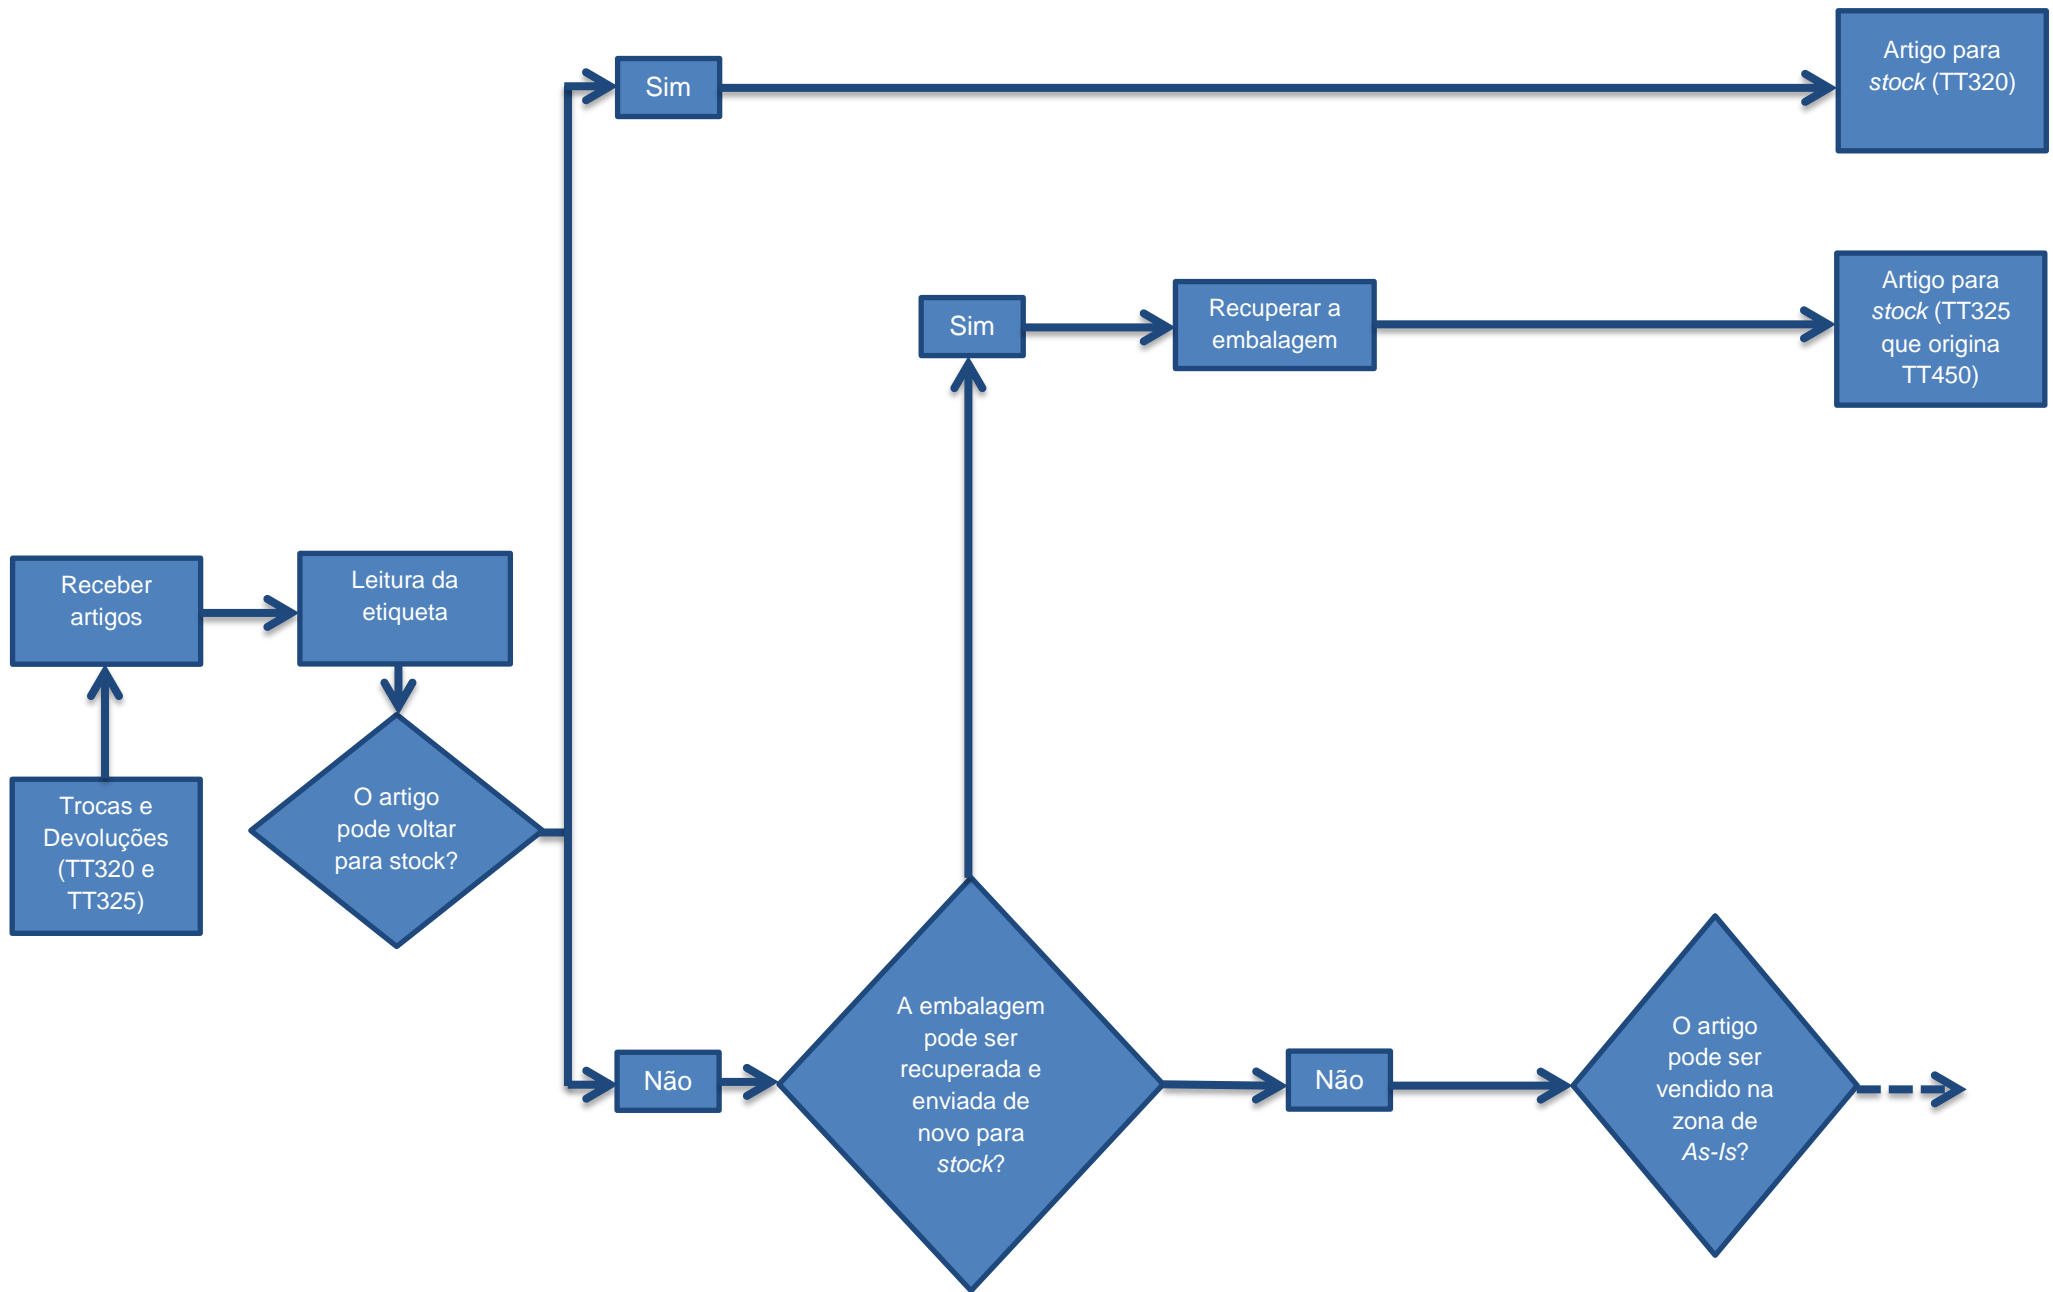 Sim
Artigo para
stock (TT320)
Sim
Recuperar a
embalagem
Artigo para
stock (TT325
que origina
TT450)
Receber
artigos
Leitura da
etiqueta
Trocas e
Devoluções
(TT320 e
TT325)
O artigo
pode voltar
para stock?
Não
A embalagem
pode ser
recuperada e
enviada de
novo para
stock?
Não
O artigo
pode ser
vendido na
zona de
As-Is?